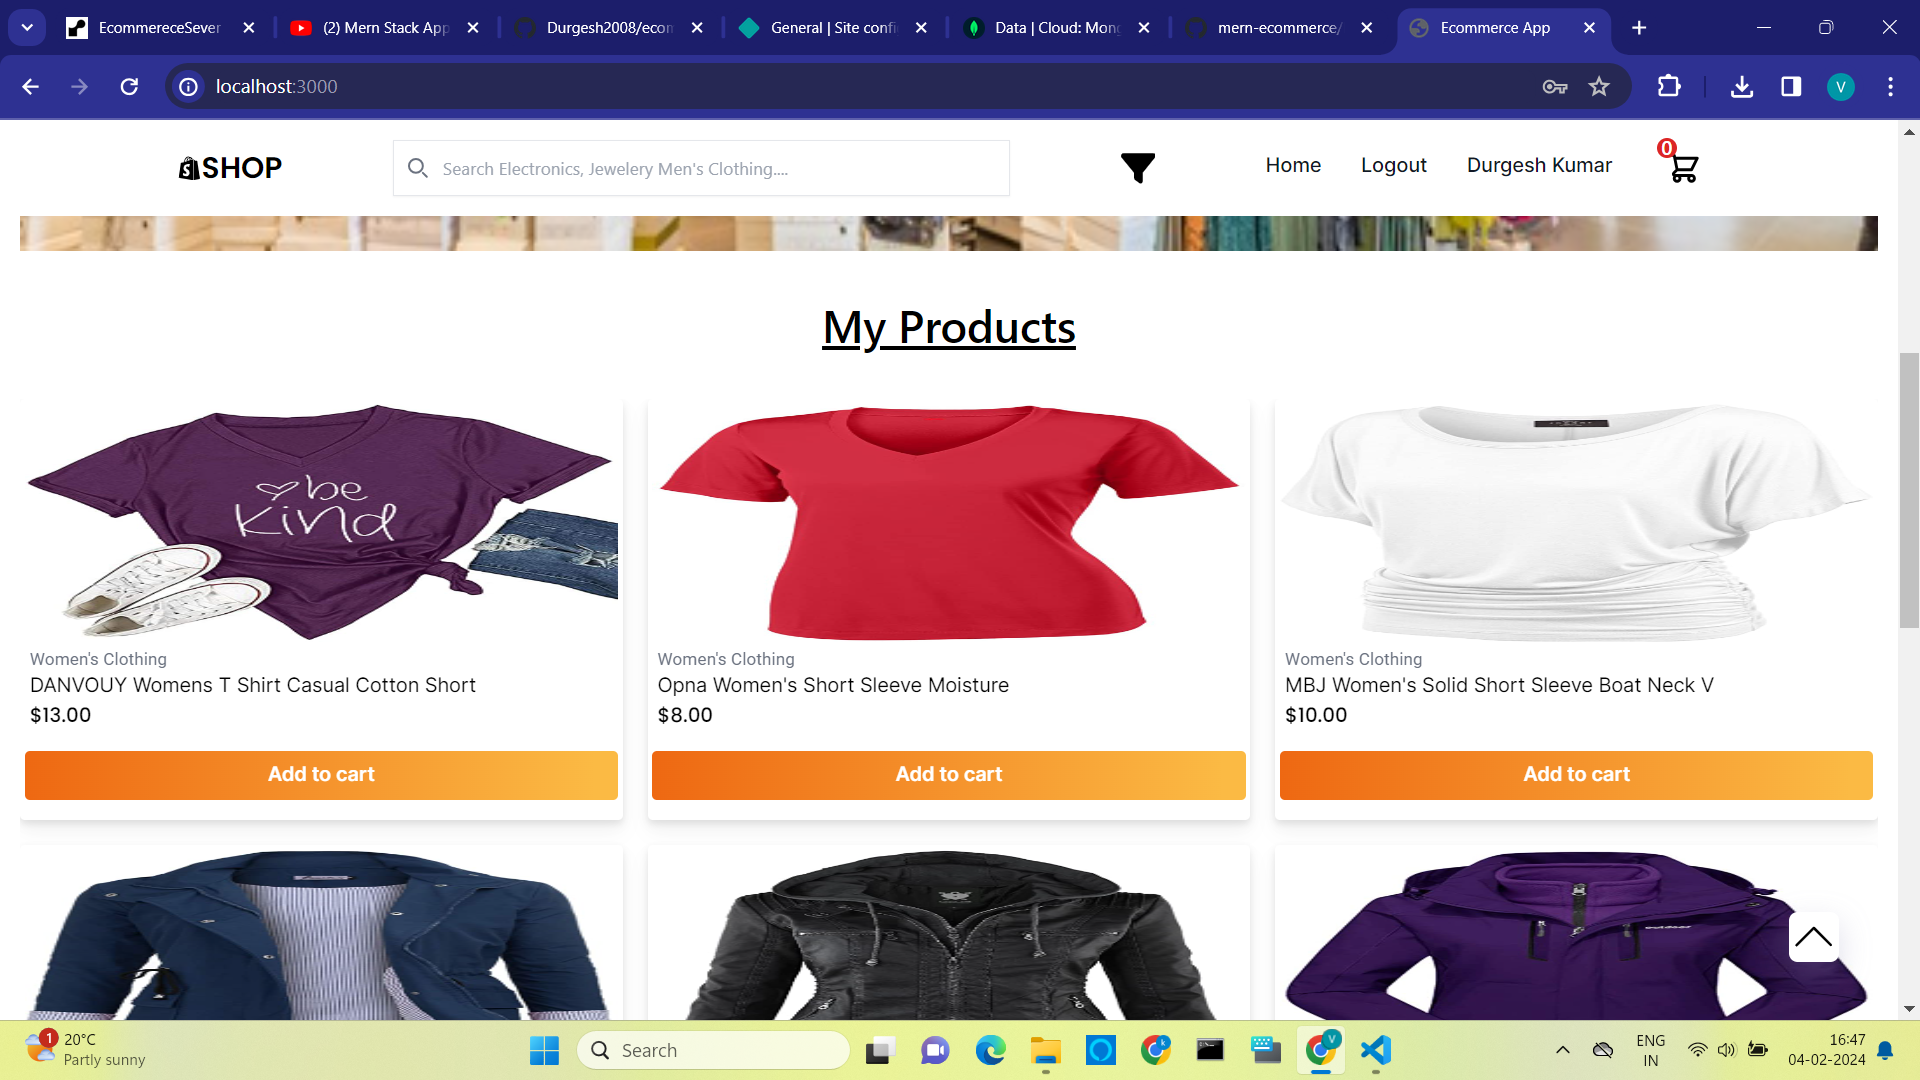 EcommereceSever
(2) Mern Stack App
Durgesh2008/econ
General | Site confi
Data | Cloud: Mong
mern-ecommerce/
Ecommerce App
localhost:3000
V
SHOP
Search Electronics, Jewelery Men's Clothing....
Home
Logout
Durgesh Kumar
0
My Products
be
kind
Women's Clothing
DANVOUY Womens T Shirt Casual Cotton Short
$13.00
Add to cart
Women's Clothing
Opna Women's Short Sleeve Moisture
$8.00
Add to cart
Women's Clothing
MBJ Women's Solid Short Sleeve Boat Neck V
$10.00
Add to cart
1
20°C
Partly sunny
Search
ENG
IN
16:47
04-02-2024